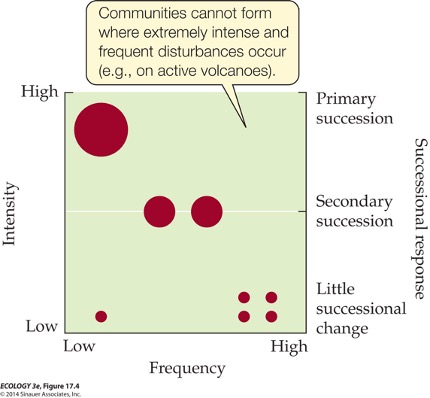 Communities cannot form
where extremely intense and
frequent disturbances occur
(e.g., on active volcanoes).
High
Primary
succession
Intensity
Secondary
succession
Successional response
Little
successional
change
Low
Low
High
Frequency
ECOLOGY 3e, Figure 17.4
© 2014 Sinauer Associates, Inc.